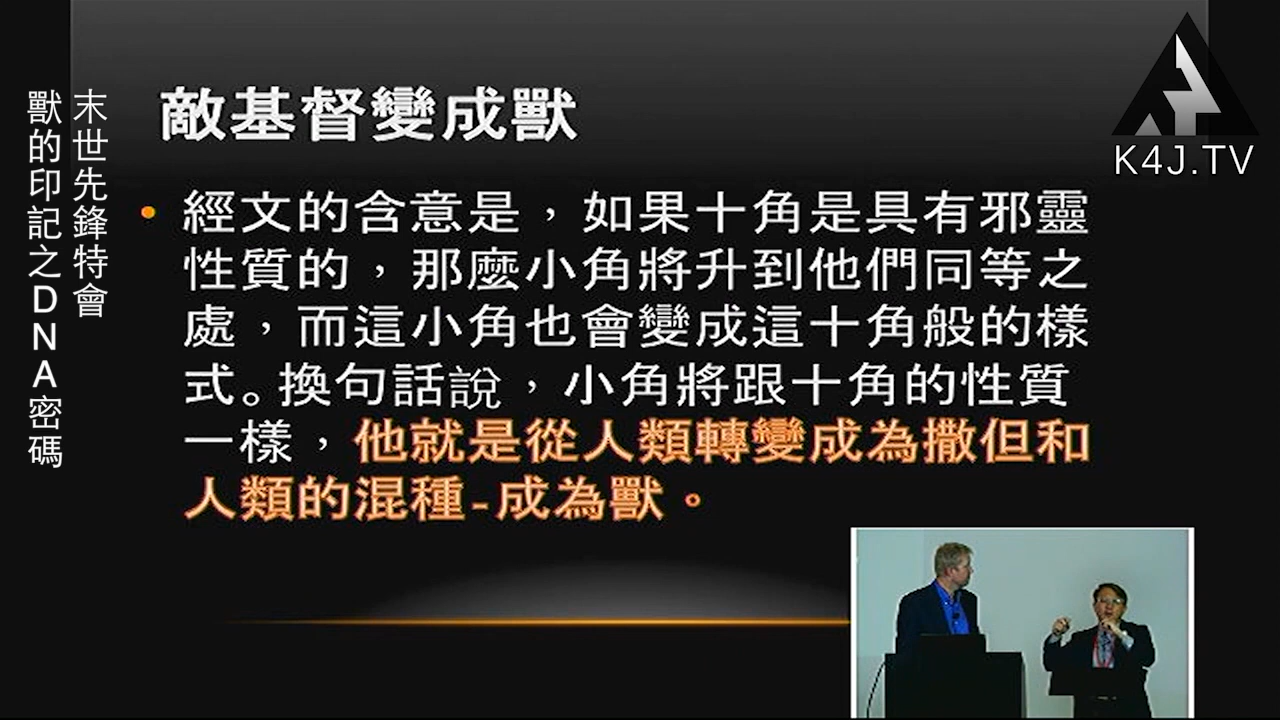 末世先鋒特會
獸的印記之DNA密碼
敵基督變成獸
• 經文的含意是，如果十角是具有邪靈
性質的，那麼小角將升到他們同等之
處，而這小角也會變成這十角般的樣
式。換句話說，小角將跟十角的性質
一樣，他就是從人類轉變成為撒但和
人類的混種-成為獸。
K4J.TV